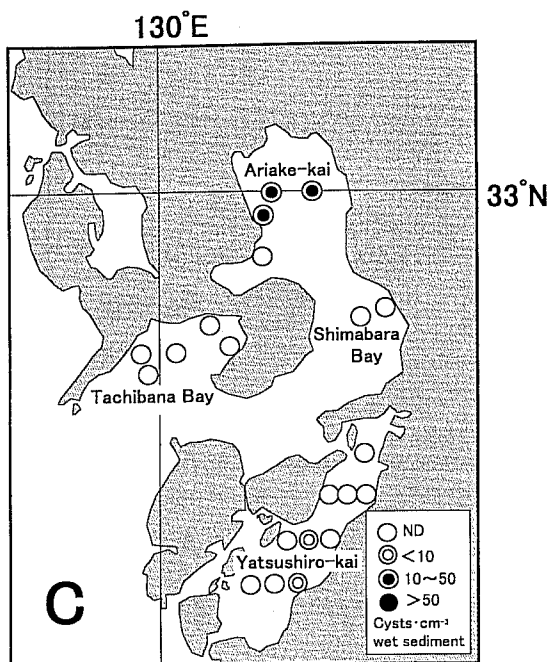 130°E
Ariake-kai
33°N
Shimabara
Bay
Tachibana Bay
Yatsushiro-kai
C
ND
<10
10~50
>50
Cysts·cm⁻³
wet sediment